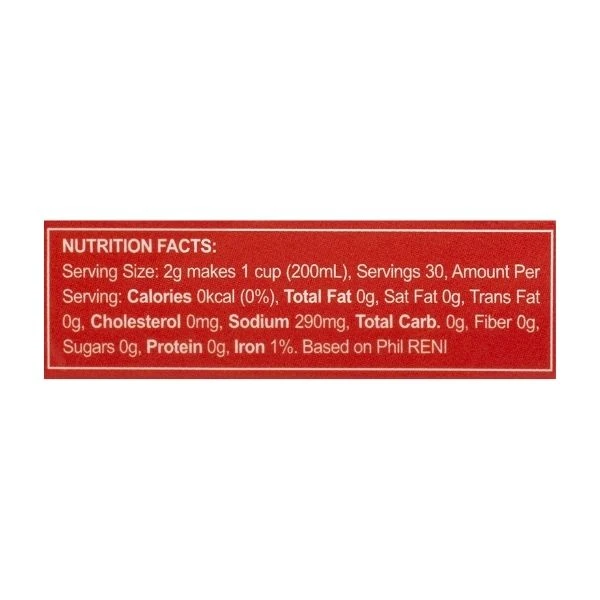 NUTRITION FACTS:
Serving Size: 2g makes 1 cup (200mL), Servings 30, Amount Per
Serving: Calories 0kcal (0%), Total Fat 0g, Sat Fat 0g, Trans Fat
0g, Cholesterol 0mg, Sodium 290mg, Total Carb. 0g, Fiber 0g,
Sugars 0g, Protein 0g, Iron 1%. Based on Phil RENI